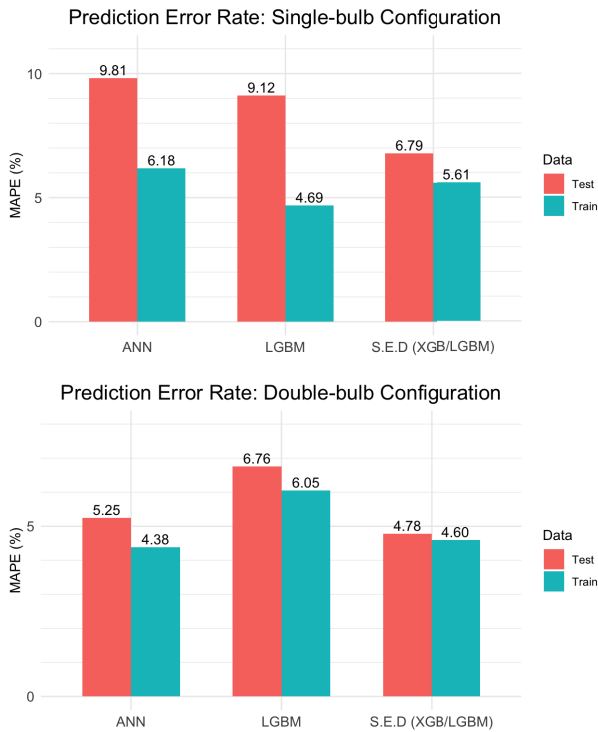 Prediction Error Rate: Single-bulb Configuration
MAPE (%)
10
5
0
9.81
6.18
9.12
4.69
6.79
5.61
ANN
LGBM
S.E.D (XGB/LGBM)
Data
Test
Train
Prediction Error Rate: Double-bulb Configuration
MAPE (%)
5
0
5.25
4.38
6.76
6.05
4.78
4.60
ANN
LGBM
S.E.D (XGB/LGBM)
Data
Test
Train